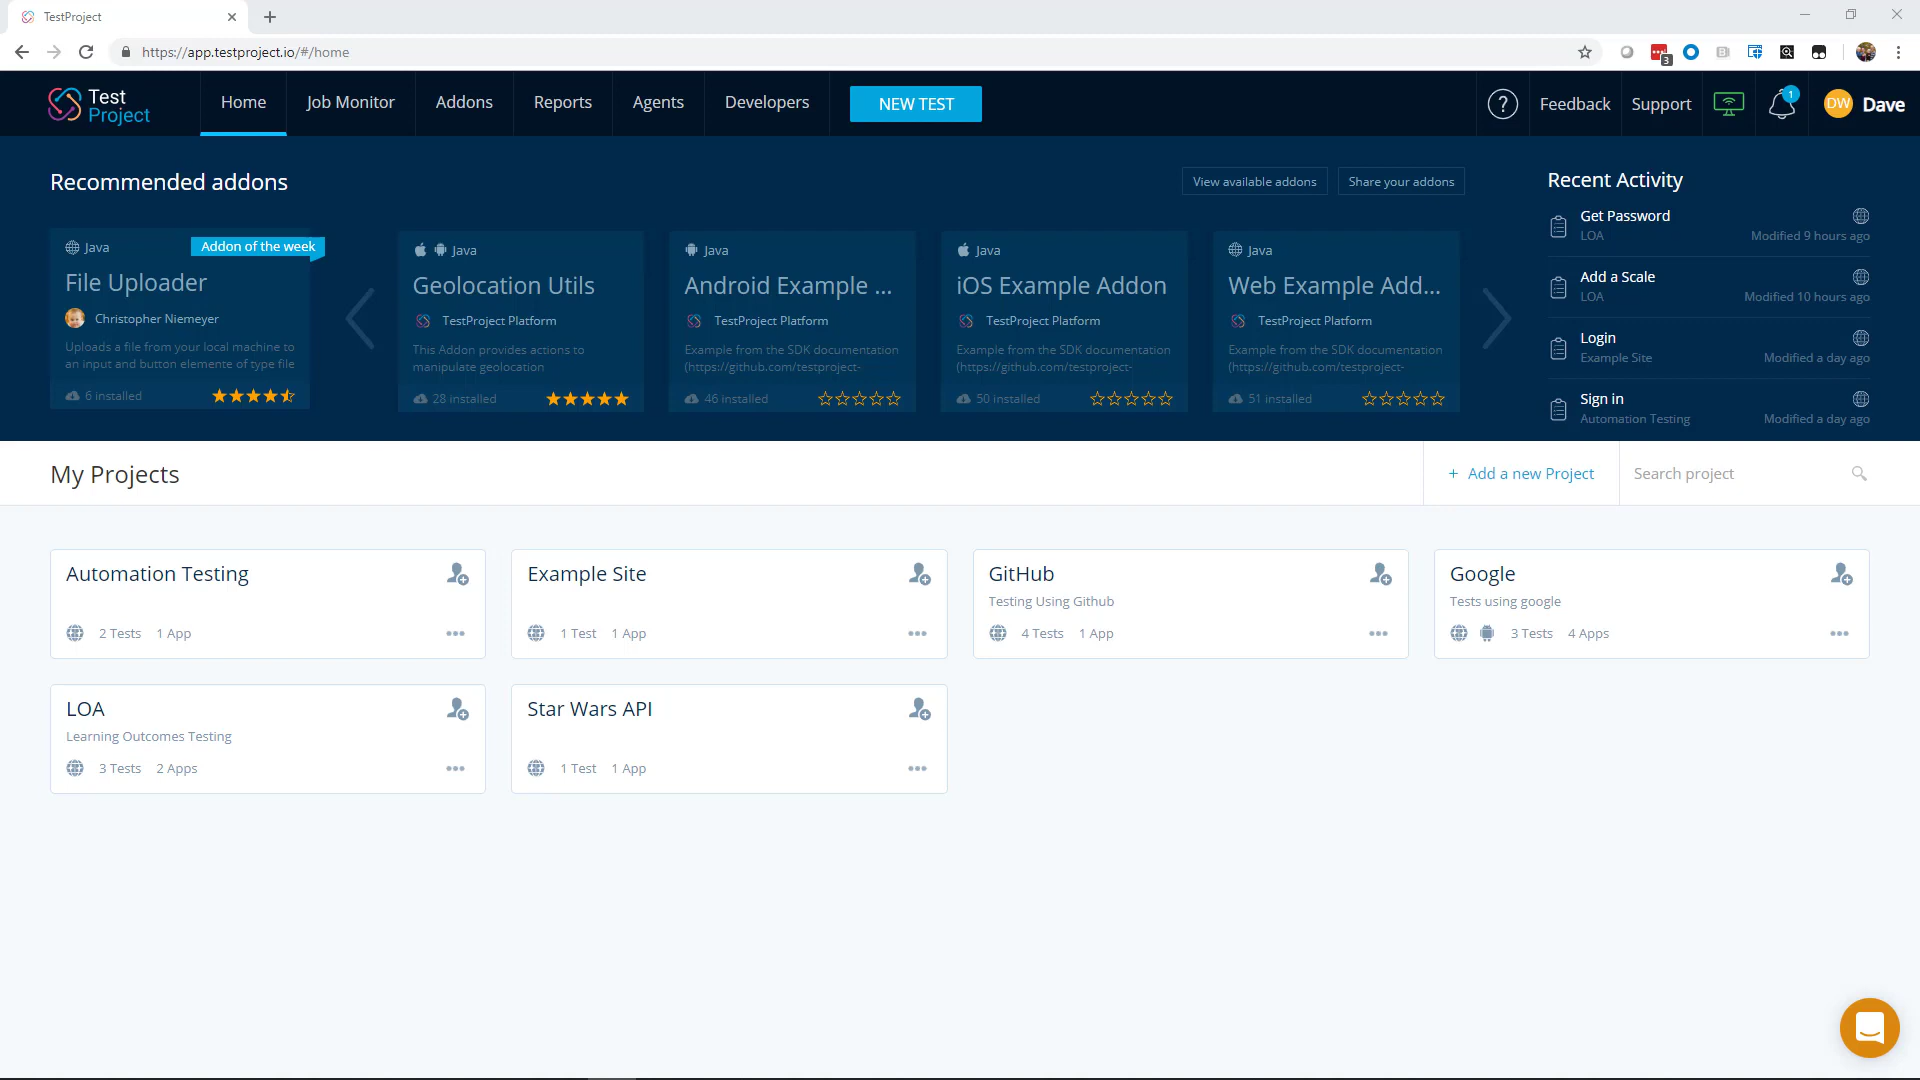 TestProject
https://app.testproject.io/#/home
3
Test
Project
Home
Job Monitor
Addons
Reports
Agents
Developers
NEW TEST
?
Feedback
Support
1
DW
Dave
Recommended addons
View available addons
Share your addons
Java
Addon of the week
File Uploader
Christopher Niemeyer
Uploads a file from your local machine to
an input and button elemente of type file
6 installed
Java
Geolocation Utils
TestProject Platform
This Addon provides actions to
manipulate geolocation
28 installed
Java
Android Example ...
TestProject Platform
Example from the SDK documentation
(https://github.com/testproject-
46 installed
Java
iOS Example Addon
TestProject Platform
Example from the SDK documentation
(https://github.com/testproject-
50 installed
Java
Web Example Add...
TestProject Platform
Example from the SDK documentation
(https://github.com/testproject-
51 installed
Recent Activity
Get Password
LOA
Modified 9 hours ago
Add a Scale
LOA
Modified 10 hours ago
Login
Example Site
Modified a day ago
Sign in
Automation Testing
Modified a day ago
My Projects
+ Add a new Project
Search project
Automation Testing
2 Tests 1 App
Example Site
1 Test 1 App
GitHub
Testing Using Github
4 Tests 1 App
Google
Tests using google
3 Tests 4 Apps
LOA
Learning Outcomes Testing
3 Tests 2 Apps
Star Wars API
1 Test 1 App